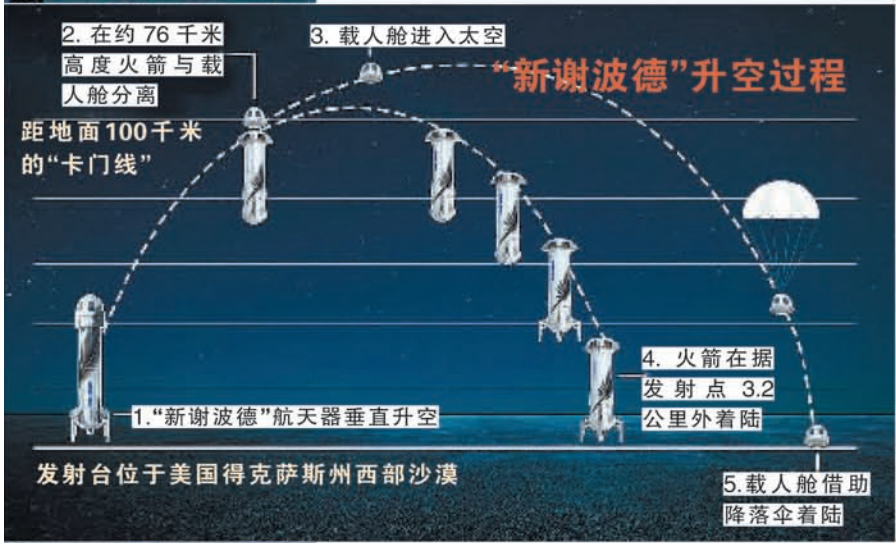 “新谢波德”升空过程
2. 在约 76 千米
高度火箭与载
人舱分离
3. 载人舱进入太空
距地面100千米
的“卡门线”
1.“新谢波德”航天器垂直升空
4. 火箭在据
发射点 3.2
公里外着陆
发射台位于美国得克萨斯州西部沙漠
5.载人舱借助
降落伞着陆